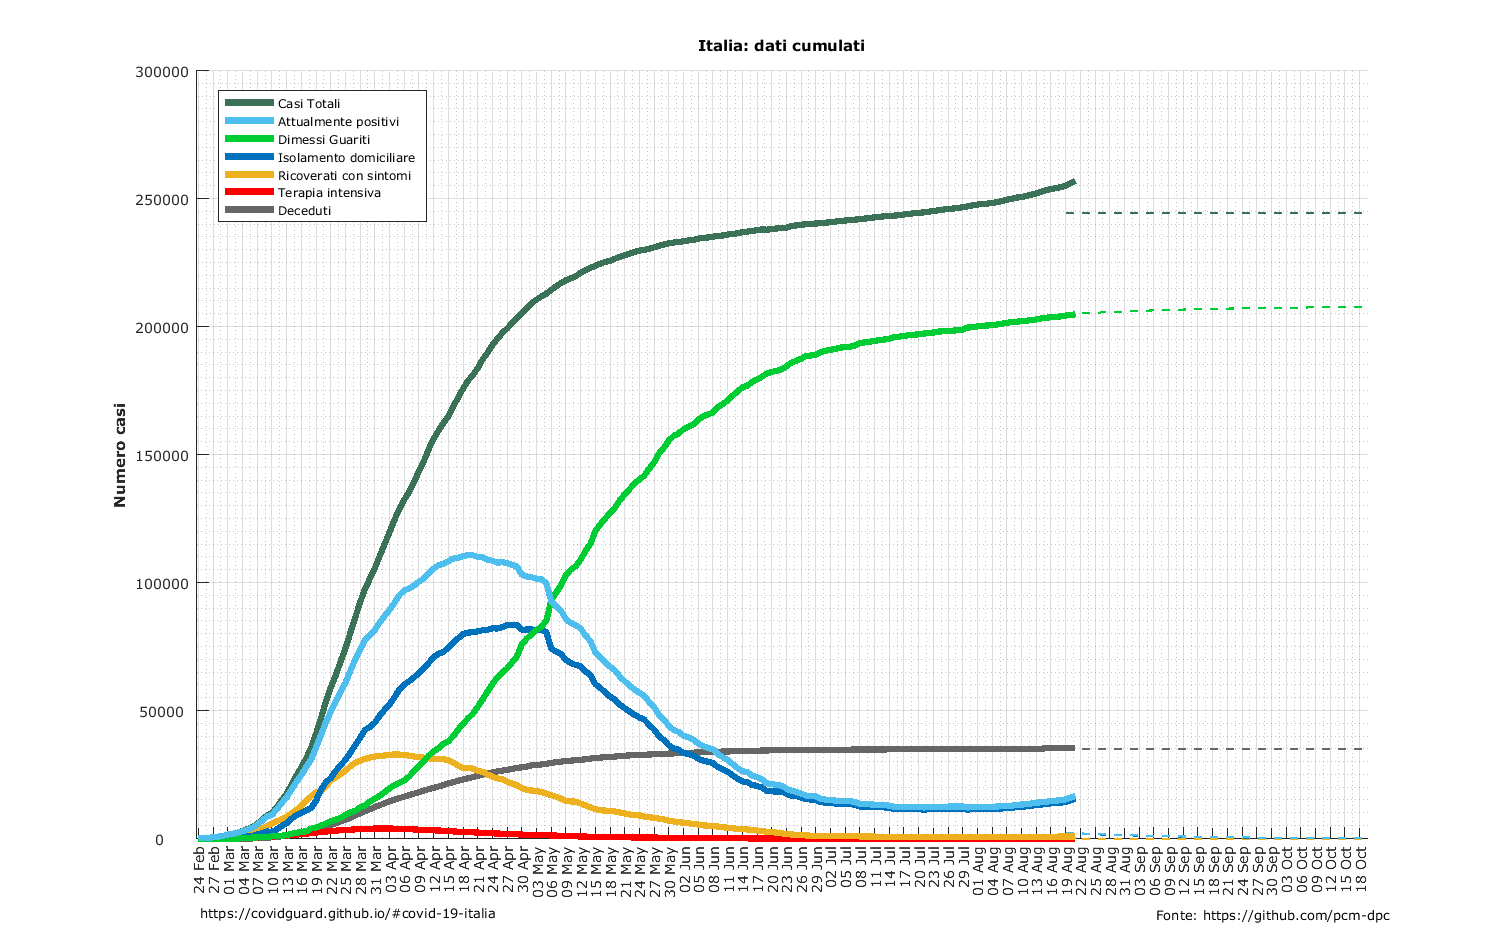 Italia: dati cumulati
300000
250000
200000
150000
100000
50000
0
Numero casi
Casi Totali
Attualmente positivi
Dimessi Guariti
Isolamento domiciliare
Ricoverati con sintomi
Terapia intensiva
Deceduti
24 Feb
27 Feb
01 Mar
04 Mar
07 Mar
10 Mar
13 Mar
16 Mar
19 Mar
22 Mar
25 Mar
28 Mar
31 Mar
03 Apr
06 Apr
09 Apr
12 Apr
15 Apr
18 Apr
21 Apr
24 Apr
27 Apr
30 Apr
03 May
06 May
09 May
12 May
15 May
18 May
21 May
24 May
27 May
30 May
02 Jun
05 Jun
08 Jun
11 Jun
14 Jun
17 Jun
20 Jun
23 Jun
26 Jun
29 Jun
02 Jul
05 Jul
08 Jul
11 Jul
14 Jul
17 Jul
20 Jul
23 Jul
26 Jul
29 Jul
01 Aug
04 Aug
07 Aug
10 Aug
13 Aug
16 Aug
19 Aug
22 Aug
25 Aug
28 Aug
31 Aug
03 Sep
06 Sep
09 Sep
12 Sep
15 Sep
18 Sep
21 Sep
24 Sep
27 Sep
30 Sep
03 Oct
06 Oct
09 Oct
12 Oct
15 Oct
18 Oct
https://covidguard.github.io/#covid-19-italia
Fonte: https://github.com/pcm-dpc